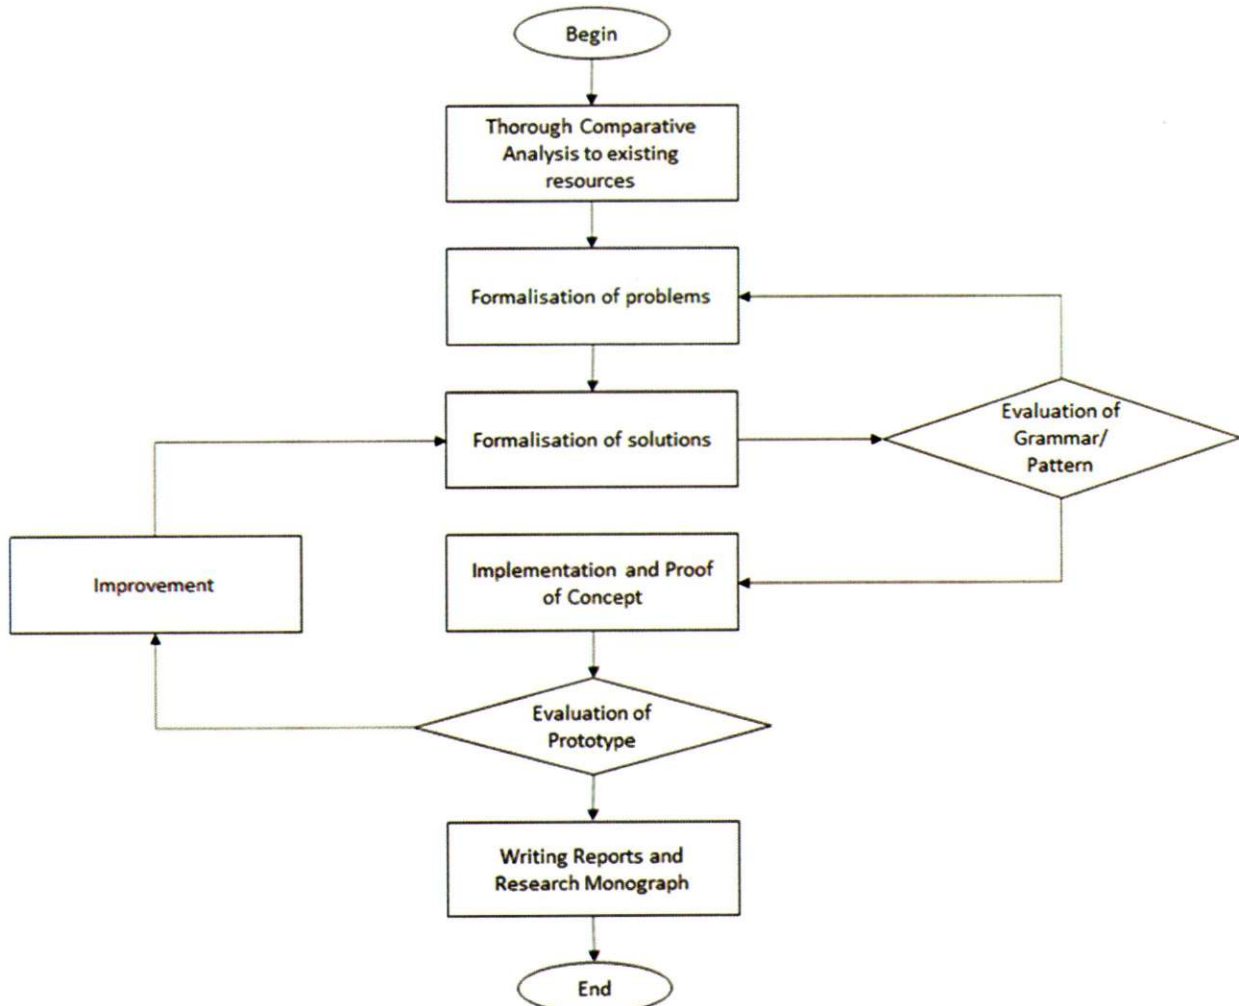 Begin
Thorough Comparative
Analysis to existing
resources
Formalisation of problems
Formalisation of solutions
Evaluation of
Grammar/
Pattern
Improvement
Implementation and Proof
of Concept
Evaluation of
Prototype
Writing Reports and
Research Monograph
End